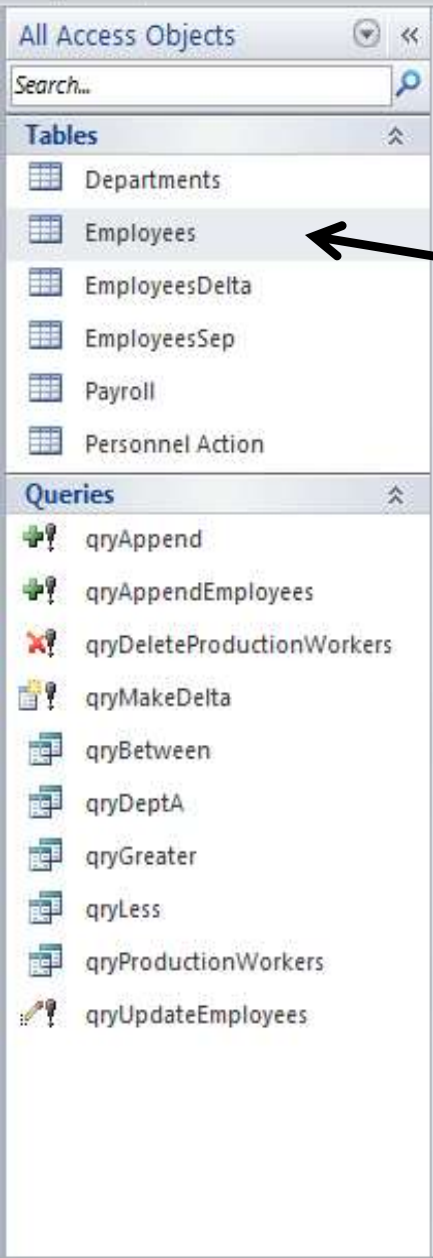 All Access Objects
Search...
Tables
Departments
Employees
EmployeesDelta
EmployeesSep
Payroll
Personnel Action
Queries
qryAppend
qryAppendEmployees
qryDeleteProductionWorkers
qryMakeDelta
qryBetween
qryDeptA
qryGreater
qryLess
qryProductionWorkers
qryUpdateEmployees